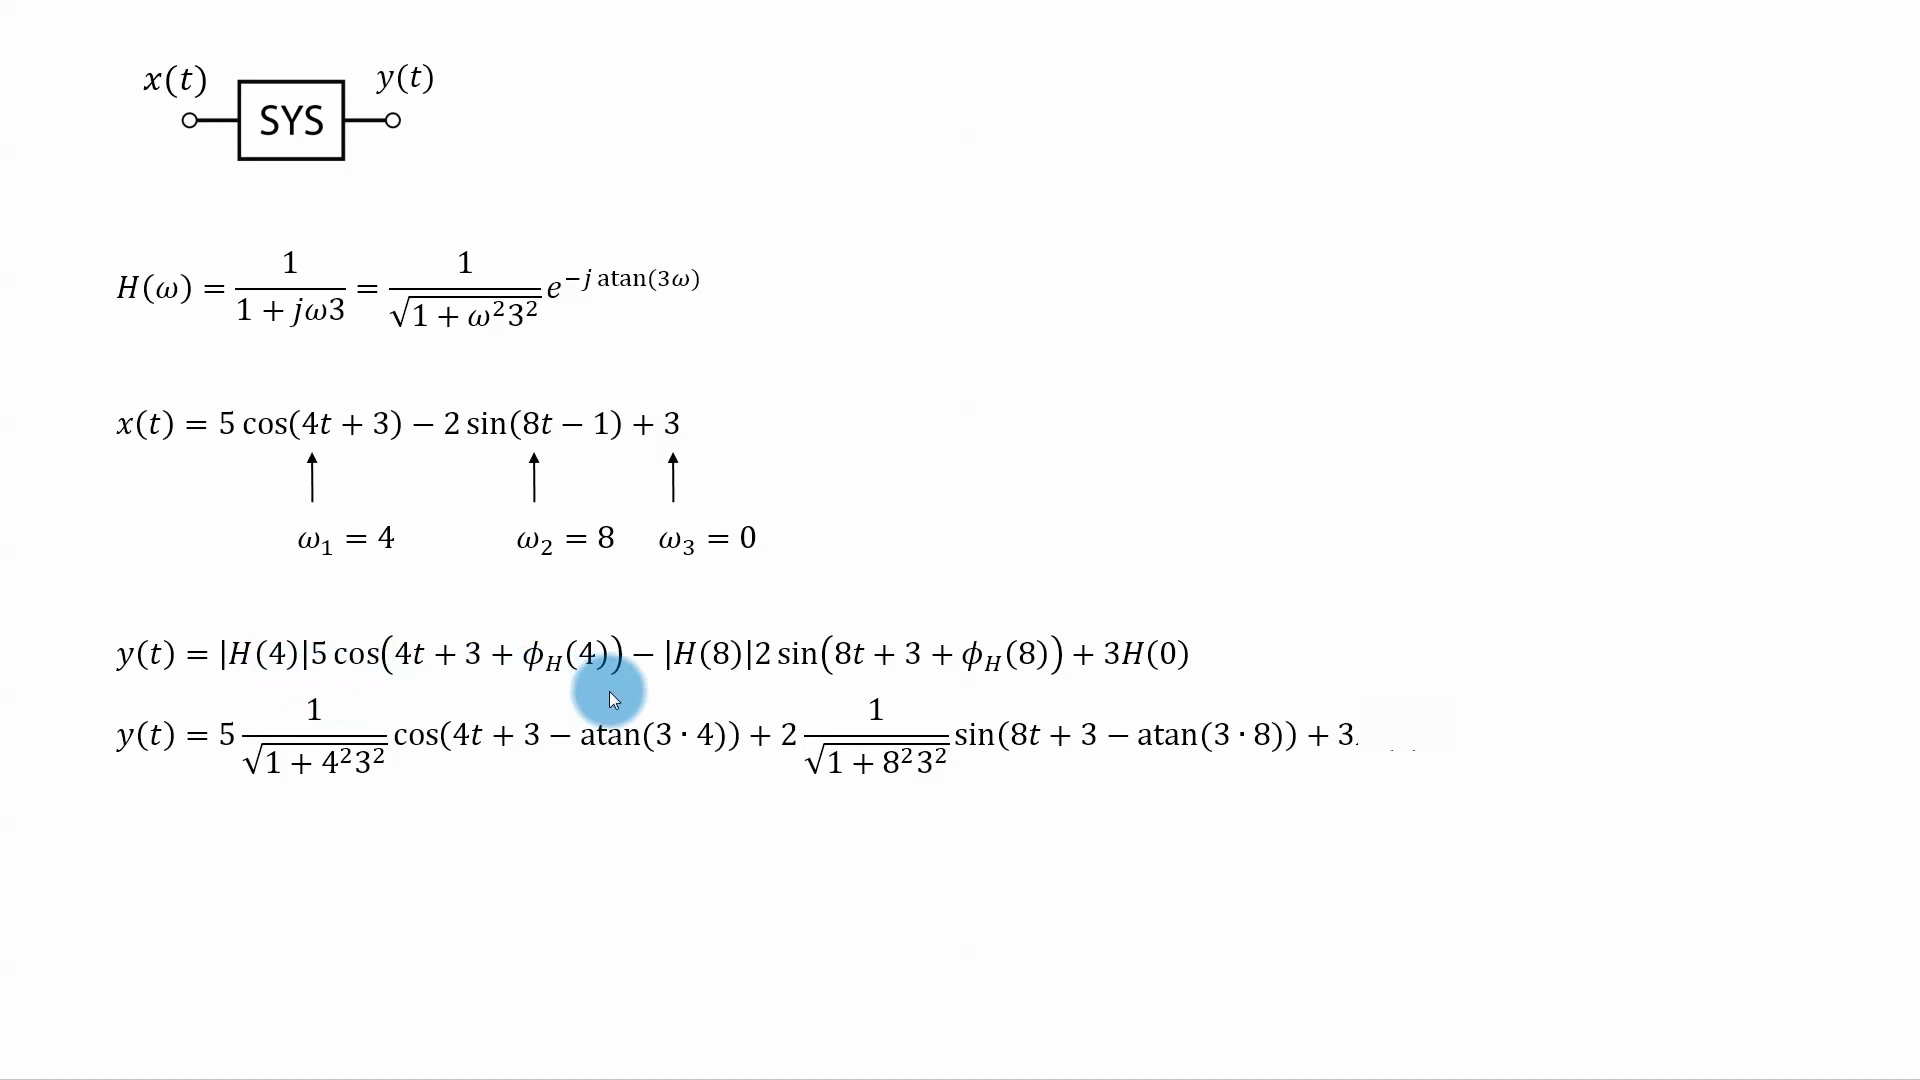 x(t) y(t)
SYS
H(ω) = 1/(1 + jω3) = 1/√(1 + ω²3²) e^(−j atan(3ω))
x(t) = 5 cos(4t + 3) − 2 sin(8t − 1) + 3
ω₁ = 4 ω₂ = 8 ω₃ = 0
y(t) = |H(4)|5 cos(4t + 3 + ϕ_H(4)) − |H(8)|2 sin(8t + 3 + ϕ_H(8)) + 3H(0)
y(t) = 5 1/√(1 + 4²3²) cos(4t + 3 − atan(3 · 4)) + 2 1/√(1 + 8²3²) sin(8t + 3 − atan(3 · 8)) + 3